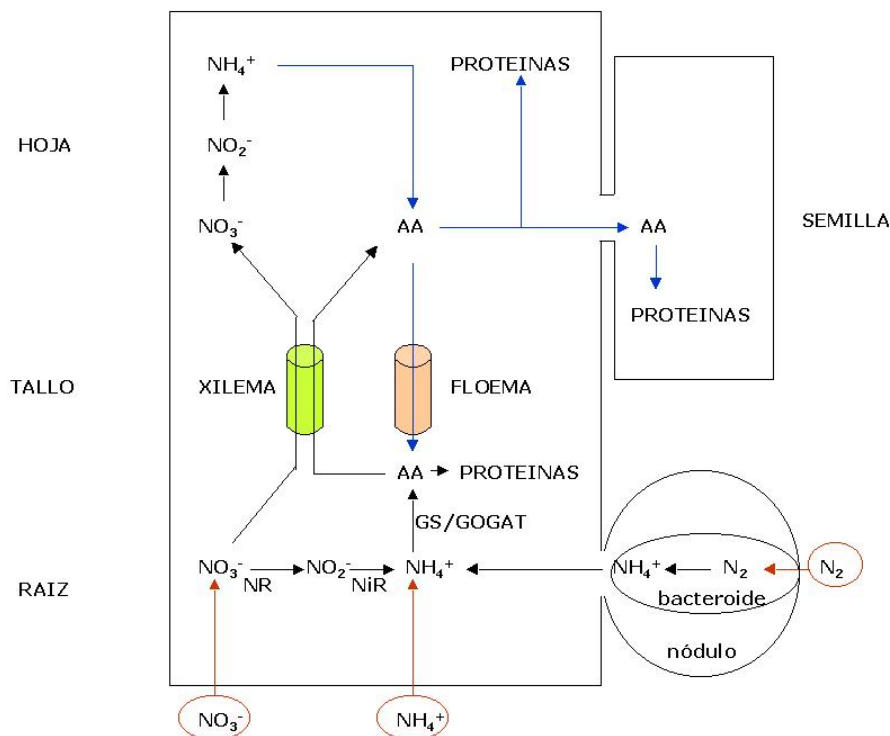 NH₄⁺
PROTEINAS
HOJA
NO₂⁻
NO₃⁻
AA
AA
SEMILLA
PROTEINAS
TALLO
XILEMA
FLOEMA
AA
PROTEINAS
GS/GOGAT
RAIZ
NO₃⁻
NR
NO₂⁻
NiR
NH₄⁺
NH₄⁺
N₂
N₂
bacteroide
nódulo
NO₃⁻
NH₄⁺